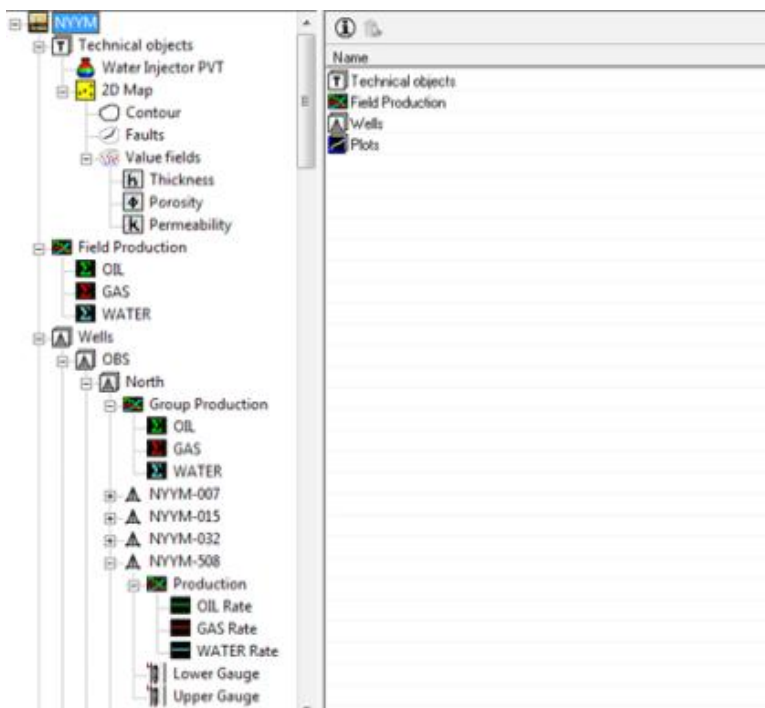 NYYM
Technical objects
Water Injector PVT
2D Map
Contour
Faults
Value fields
h Thickness
Φ Porosity
k Permeability
Field Production
Σ OIL
Σ GAS
Σ WATER
Wells
OBS
North
Group Production
Σ OIL
Σ GAS
Σ WATER
NYYM-007
NYYM-015
NYYM-032
NYYM-508
Production
OIL Rate
GAS Rate
WATER Rate
Lower Gauge
Upper Gauge
Name
T Technical objects
Field Production
Wells
Plots